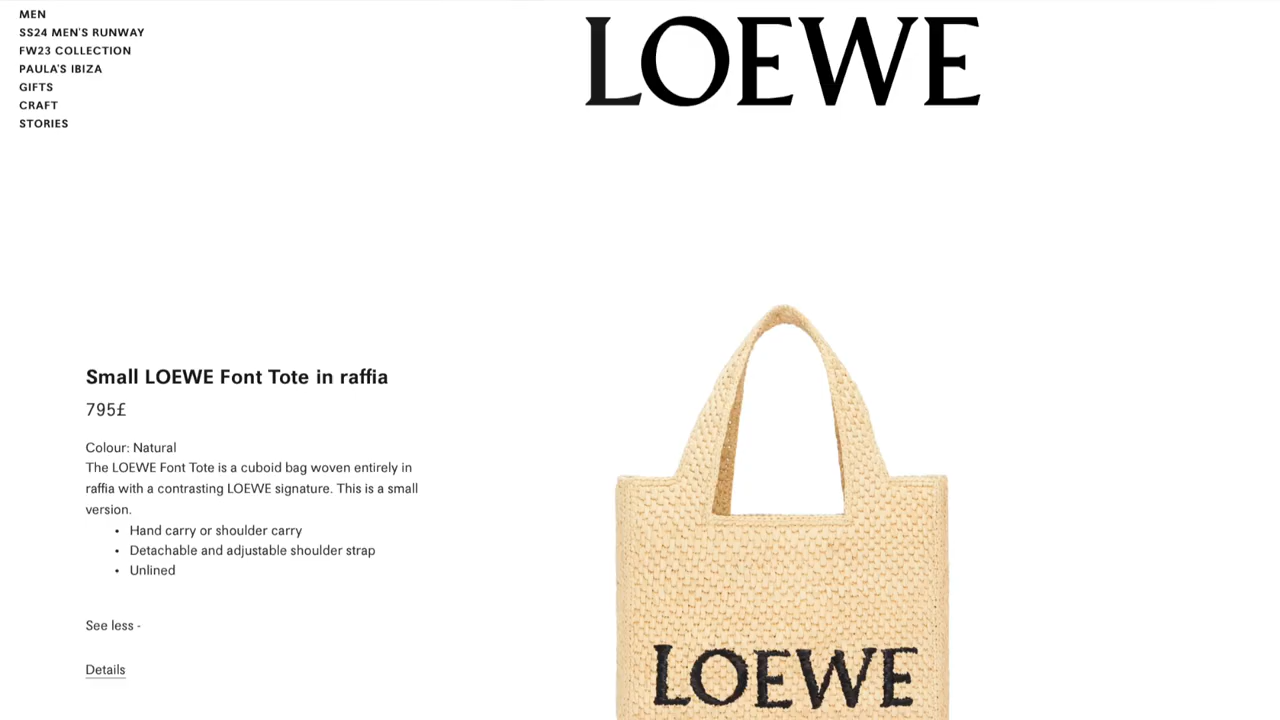 MEN
SS24 MEN'S RUNWAY
FW23 COLLECTION
PAULA'S IBIZA
GIFTS
CRAFT
STORIES
LOEWE
Small LOEWE Font Tote in raffia
795£
Colour: Natural
The LOEWE Font Tote is a cuboid bag woven entirely in
raffia with a contrasting LOEWE signature. This is a small
version.
• Hand carry or shoulder carry
• Detachable and adjustable shoulder strap
• Unlined
See less -
Details
LOEWE